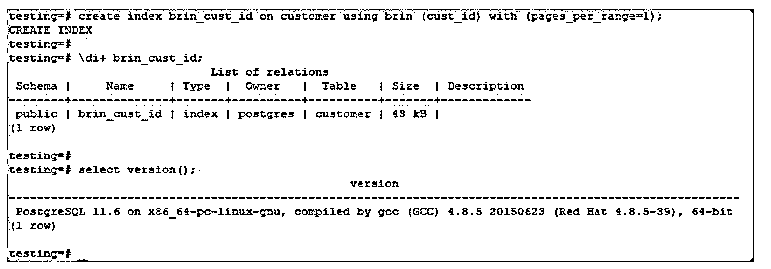 testing=# create index brin_cust_id on customer using brin (cust_id) with (pages_per_range=1);
CREATE INDEX
testing=#
testing=# \di+ brin_cust_id;
List of relations
Schema | Name | Type | Owner | Table | Size | Description
--------+--------------+-------+----------+----------+-------+-------------
public | brin_cust_id | index | postgres | customer | 48 kB |
(1 row)
testing=#
testing=# select version();
version
---------------------------------------------------------------------------------------------------------
PostgreSQL 11.6 on x86_64-pc-linux-gnu, compiled by gcc (GCC) 4.8.5 20150623 (Red Hat 4.8.5-39), 64-bit
(1 row)
testing=# _